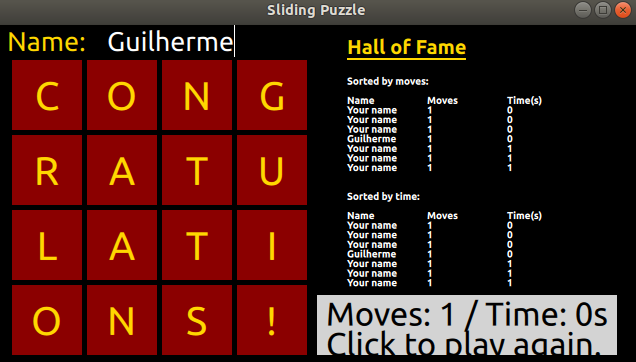 Sliding Puzzle
Name: Guilherme
C O N G
R A T U
L A T I
O N S !
Hall of Fame
Sorted by moves:
Name Moves Time(s)
Your name 1 0
Your name 1 0
Your name 1 0
Guilherme 1 0
Your name 1 1
Your name 1 1
Your name 1 1
Sorted by time:
Name Moves Time(s)
Your name 1 0
Your name 1 0
Your name 1 0
Guilherme 1 0
Your name 1 1
Your name 1 1
Your name 1 1
Moves: 1 / Time: 0s
Click to play again.